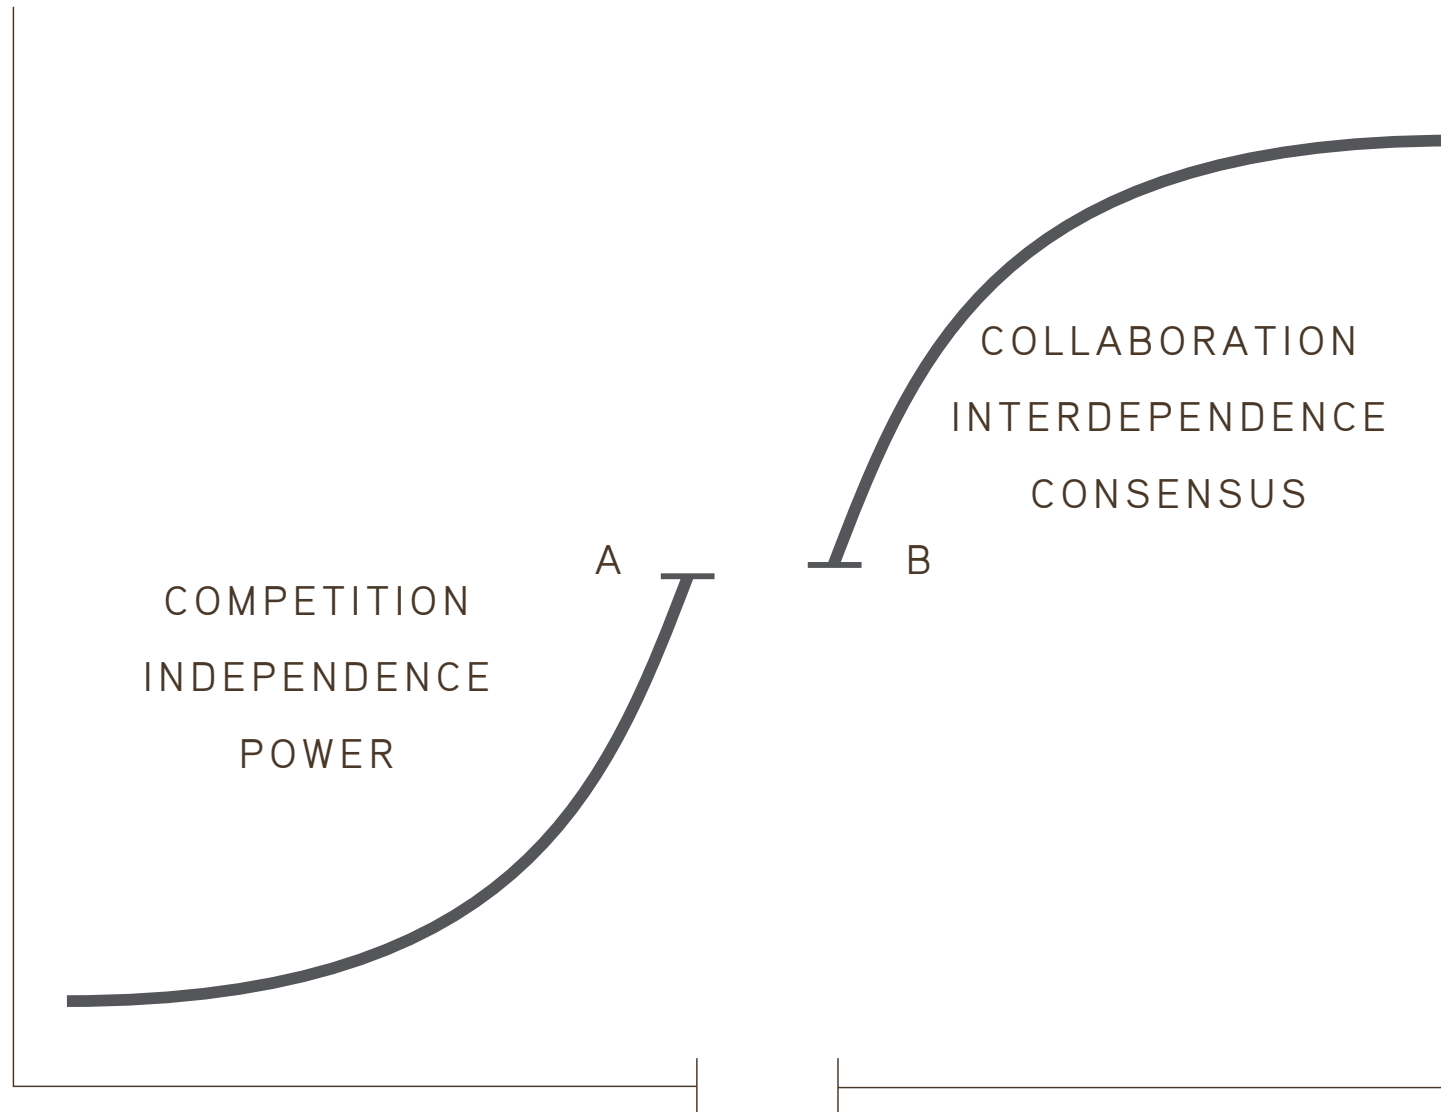 COLLABORATION
INTERDEPENDENCE
CONSENSUS
A
B
COMPETITION
INDEPENDENCE
POWER